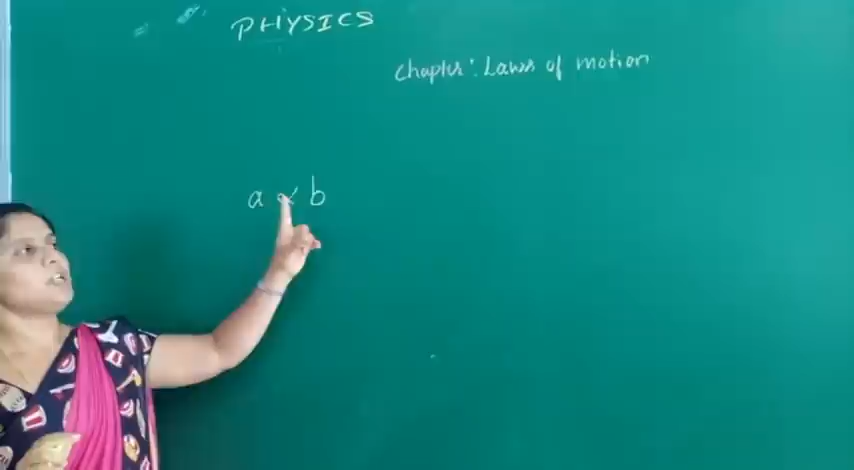 PHYSICS
Chapter: Laws of motion
a ∝ b